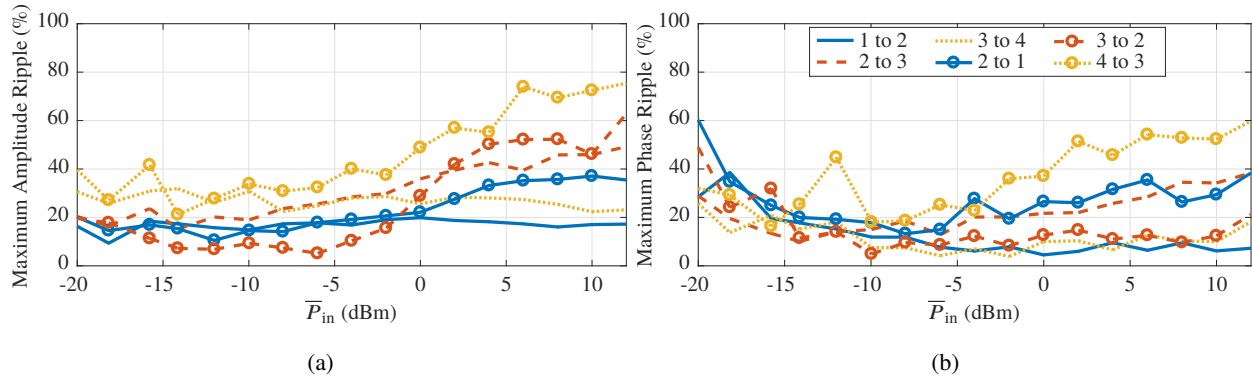 Maximum Amplitude Ripple (%)
100
80
60
40
20
0
-20 -15 -10 -5 0 5 10
P̅in (dBm)
(a)
Maximum Phase Ripple (%)
100
80
60
40
20
0
1 to 2 3 to 4 3 to 2
2 to 3 2 to 1 4 to 3
-20 -15 -10 -5 0 5 10
P̅in (dBm)
(b)